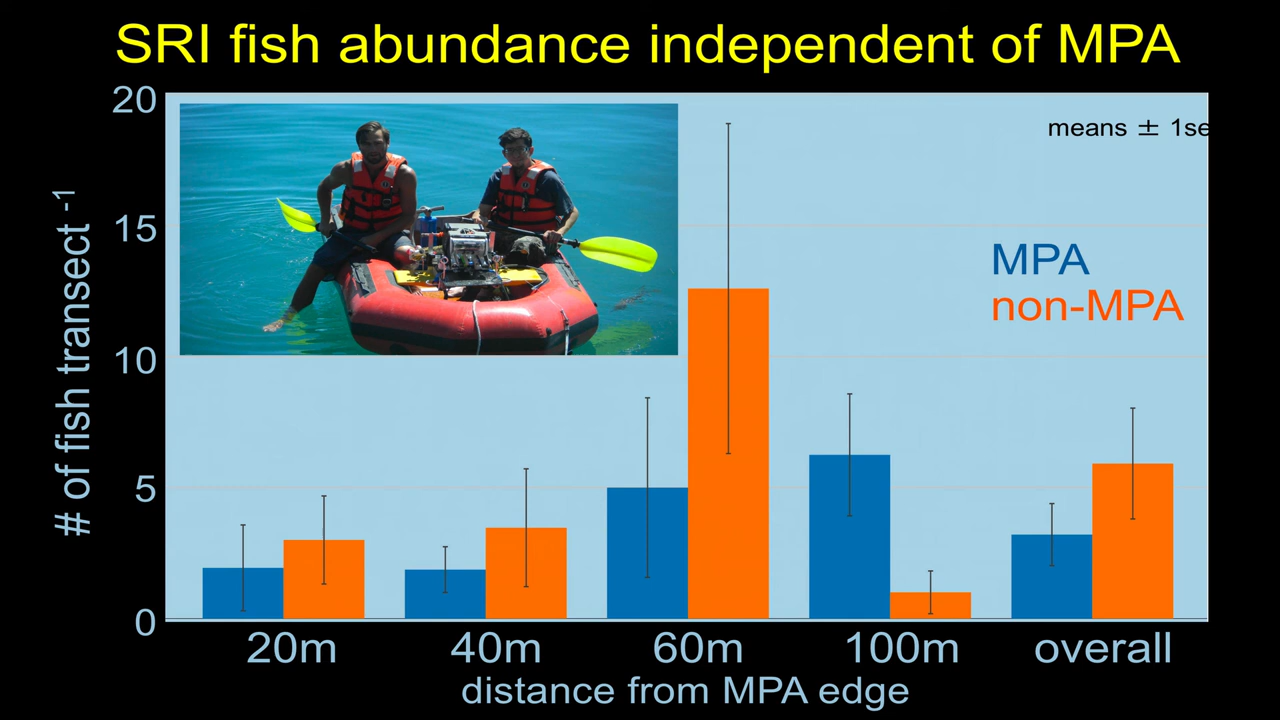 SRI fish abundance independent of MPA
means ± 1se
MPA
non-MPA
# of fish transect -1
20
15
10
5
0
20m 40m 60m 100m overall
distance from MPA edge